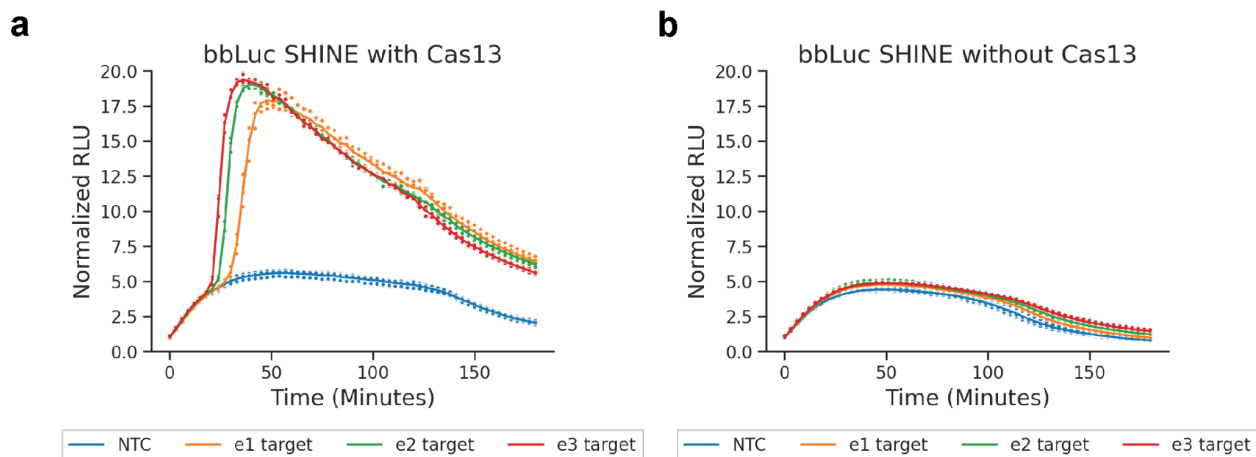 a
bbLuc SHINE with Cas13
20.0
17.5
15.0
12.5
10.0
7.5
5.0
2.5
0.0
Normalized RLU
0 50 100 150
Time (Minutes)
NTC e1 target e2 target e3 target
b
bbLuc SHINE without Cas13
20.0
17.5
15.0
12.5
10.0
7.5
5.0
2.5
0.0
Normalized RLU
0 50 100 150
Time (Minutes)
NTC e1 target e2 target e3 target